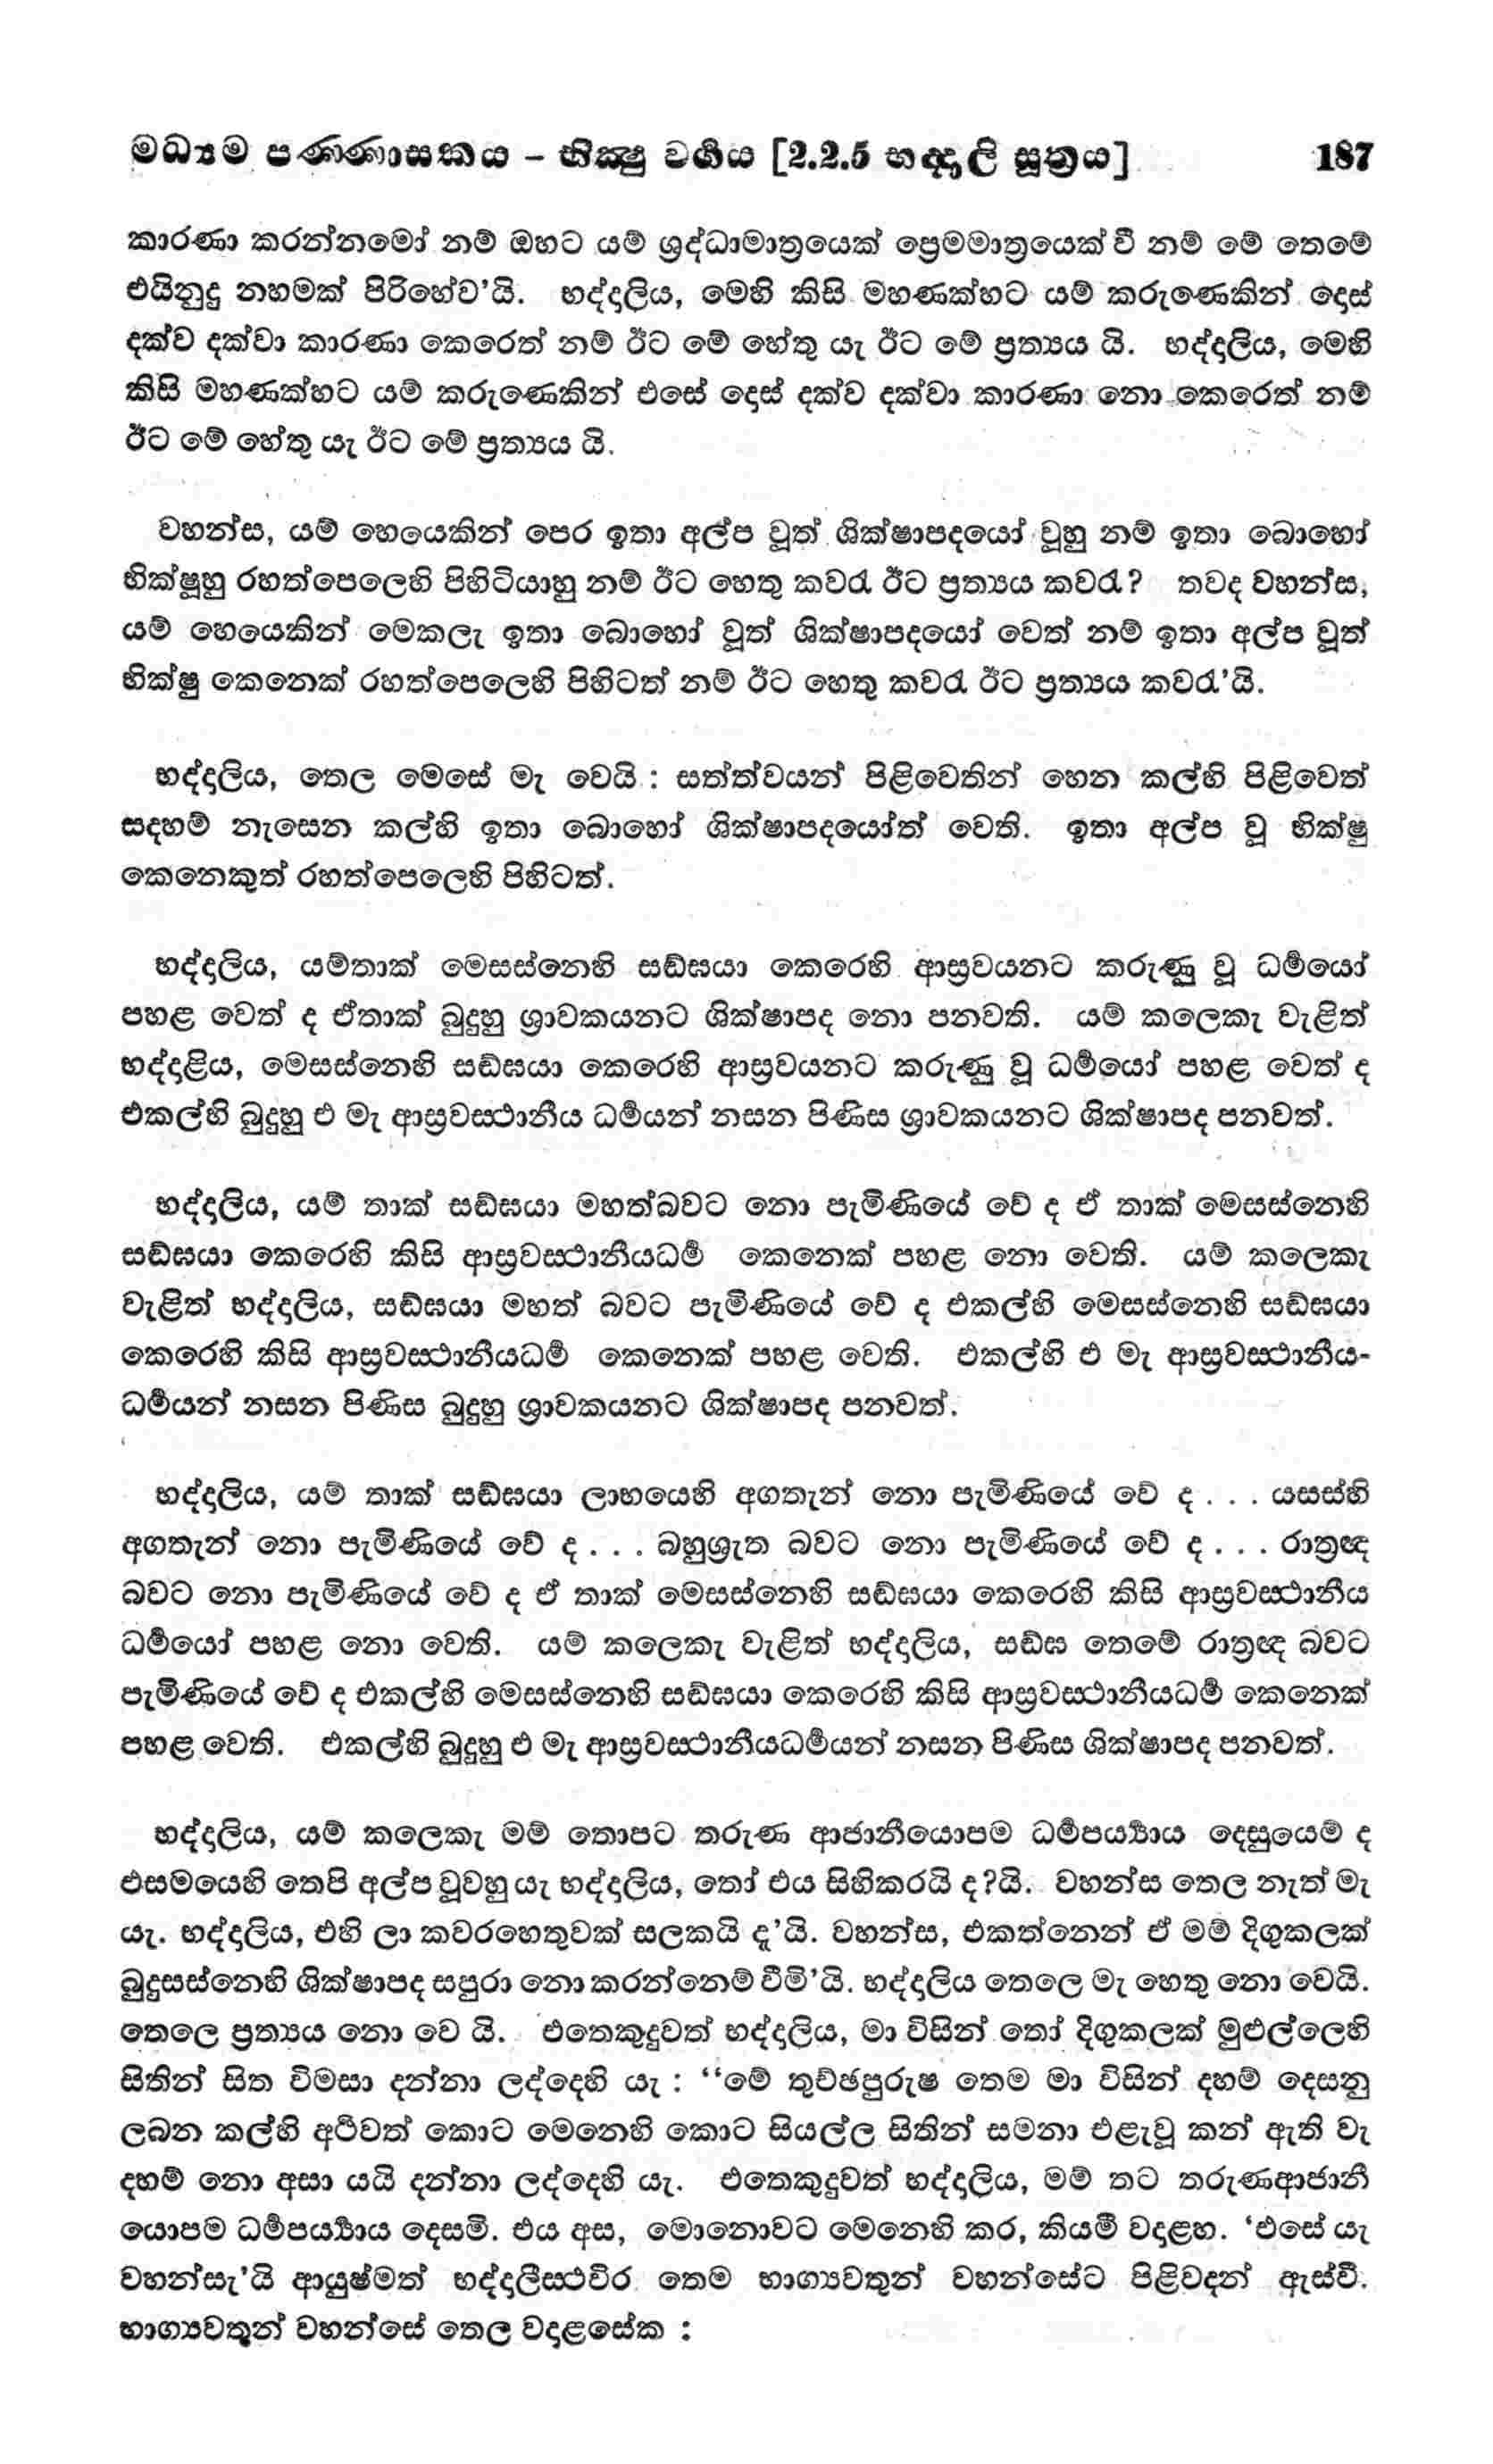 මධ්‍යම පණ්ණාසකය – භික්‍ෂු වර්‍ගය [2.2.5 භද්දාලි සූත්‍රය] 187
කාරණා කරන්නමෝ නම් ඔහට යම් ශ්‍රද්ධාමාත්‍රයෙක් ප්‍රෙමමාත්‍රයෙක් වී නම් මේ තෙමේ
එයිනුදු නහමක් පිරිහේව'යි. භද්දාලිය, මෙහි කිසි මහණක්හට යම් කරුණෙකින් දොස්
දක්ව දක්වා කාරණා කෙරෙත් නම් ඊට මේ හේතු යැ ඊට මේ ප්‍රත්‍යය යි. භද්දාලිය, මෙහි
කිසි මහණක්හට යම් කරුණෙකින් එසේ දොස් දක්ව දක්වා කාරණා නො කෙරෙත් නම්
ඊට මේ හේතු යැ ඊට මේ ප්‍රත්‍යය යි.
වහන්ස, යම් හෙයෙකින් පෙර ඉතා අල්ප වූත් ශික්ෂාපදයෝ වූහු නම් ඉතා බොහෝ
භික්ෂූහු රහත්පෙලෙහි පිහිටියාහු නම් ඊට හෙතු කවරැ ඊට ප්‍රත්‍යය කවරැ? තවද වහන්ස,
යම් හෙයෙකින් මෙකලැ ඉතා බොහෝ වූත් ශික්ෂාපදයෝ වෙත් නම් ඉතා අල්ප වූත්
භික්ෂු කෙනෙක් රහත්පෙලෙහි පිහිටත් නම් ඊට හෙතු කවරැ ඊට ප්‍රත්‍යය කවරැ'යි.
භද්දාලිය, තෙල මෙසේ මැ වෙයි : සත්ත්වයන් පිළිවෙතින් හෙන කල්හි පිළිවෙත්
සදහම් නැසෙන කල්හි ඉතා බොහෝ ශික්ෂාපදයෝත් වෙති. ඉතා අල්ප වූ භික්ෂු
කෙනෙකුත් රහත්පෙලෙහි පිහිටත්.
භද්දාලිය, යම්තාක් මෙසස්නෙහි සඞ්ඝයා කෙරෙහි ආස්‍රවයනට කරුණු වූ ධර්‍මයෝ
පහළ වෙත් ද ඒතාක් බුදුහු ශ්‍රාවකයනට ශික්ෂාපද නො පනවති. යම් කලෙකැ වැළිත්
භද්දාළිය, මෙසස්නෙහි සඞ්ඝයා කෙරෙහි ආස්‍රවයනට කරුණු වූ ධර්‍මයෝ පහළ වෙත් ද
එකල්හි බුදුහු එ මැ ආස්‍රවස්ථානීය ධර්‍මයන් නසන පිණිස ශ්‍රාවකයනට ශික්ෂාපද පනවත්.
භද්දාලිය, යම් තාක් සඞ්ඝයා මහත්බවට නො පැමිණියේ වේ ද ඒ තාක් මෙසස්නෙහි
සඞ්ඝයා කෙරෙහි කිසි ආස්‍රවස්ථානීයධර්‍ම කෙනෙක් පහළ නො වෙති. යම් කලෙකැ
වැළිත් භද්දාලිය, සඞ්ඝයා මහත් බවට පැමිණියේ වේ ද එකල්හි මෙසස්නෙහි සඞ්ඝයා
කෙරෙහි කිසි ආස්‍රවස්ථානීයධර්‍ම කෙනෙක් පහළ වෙති. එකල්හි එ මැ ආස්‍රවස්ථානීය-
ධර්‍මයන් නසන පිණිස බුදුහු ශ්‍රාවකයනට ශික්ෂාපද පනවත්.
භද්දාලිය, යම් තාක් සඞ්ඝයා ලාභයෙහි අගතැන් නො පැමිණියේ වේ ද . . . යසස්හි
අගතැන් නො පැමිණියේ වේ ද . . . බහුශ්‍රැත බවට නො පැමිණියේ වේ ද . . . රාත්‍රඥ
බවට නො පැමිණියේ වේ ද ඒ තාක් මෙසස්නෙහි සඞ්ඝයා කෙරෙහි කිසි ආස්‍රවස්ථානීය
ධර්‍මයෝ පහළ නො වෙති. යම් කලෙකැ වැළිත් භද්දාලිය, සඞ්ඝ තෙමේ රාත්‍රඥ බවට
පැමිණියේ වේ ද එකල්හි මෙසස්නෙහි සඞ්ඝයා කෙරෙහි කිසි ආස්‍රවස්ථානීයධර්‍ම කෙනෙක්
පහළ වෙති. එකල්හි බුදුහු එ මැ ආස්‍රවස්ථානීයධර්‍මයන් නසන පිණිස ශික්ෂාපද පනවත්.
භද්දාලිය, යම් කලෙකැ මම් තොපට තරුණ ආජානීයොපම ධර්‍මපර්‍ය්‍යාය දෙසුයෙම් ද
එසමයෙහි තෙපි අල්ප වූවහු යැ භද්දාලිය, තෝ එය සිහිකරයි ද?යි. වහන්ස තෙල නැත් මැ
යැ. භද්දාලිය, එහි ලා කවරහෙතුවක් සලකයි දැ'යි. වහන්ස, එකත්නෙන් ඒ මම් දිගුකලක්
බුදුසස්නෙහි ශික්ෂාපද සපුරා නො කරන්නෙම් වීම්'යි. භද්දාලිය තෙලෙ මැ හෙතු නො වෙයි.
තෙලෙ ප්‍රත්‍යය නො වෙ යි. එතෙකුදුවත් භද්දාලිය, මා විසින් තෝ දිගුකලක් මුළුල්ලෙහි
සිතින් සිත විමසා දන්නා ලද්දෙහි යැ : “මේ තුච්ඡපුරුෂ තෙම මා විසින් දහම් දෙසනු
ලබන කල්හි අර්‍ථවත් කොට මෙනෙහි කොට සියල්ල සිතින් සමනා එළැවූ කන් ඇති වැ
දහම් නො අසා යයි දන්නා ලද්දෙහි යැ. එතෙකුදුවත් භද්දාලිය, මම් තට තරුණආජානී
යොපම ධර්‍මපර්‍ය්‍යාය දෙසමි. එය අස, මොනොවට මෙනෙහි කර, කියමී වදාළහ. ‘එසේ යැ
වහන්සැ’යි ආයුෂ්මත් භද්දාලීස්ථවිර තෙම භාග්‍යවතුන් වහන්සේට පිළිවදන් ඇස්වී.
භාග්‍යවතුන් වහන්සේ තෙල වදාළසේක :